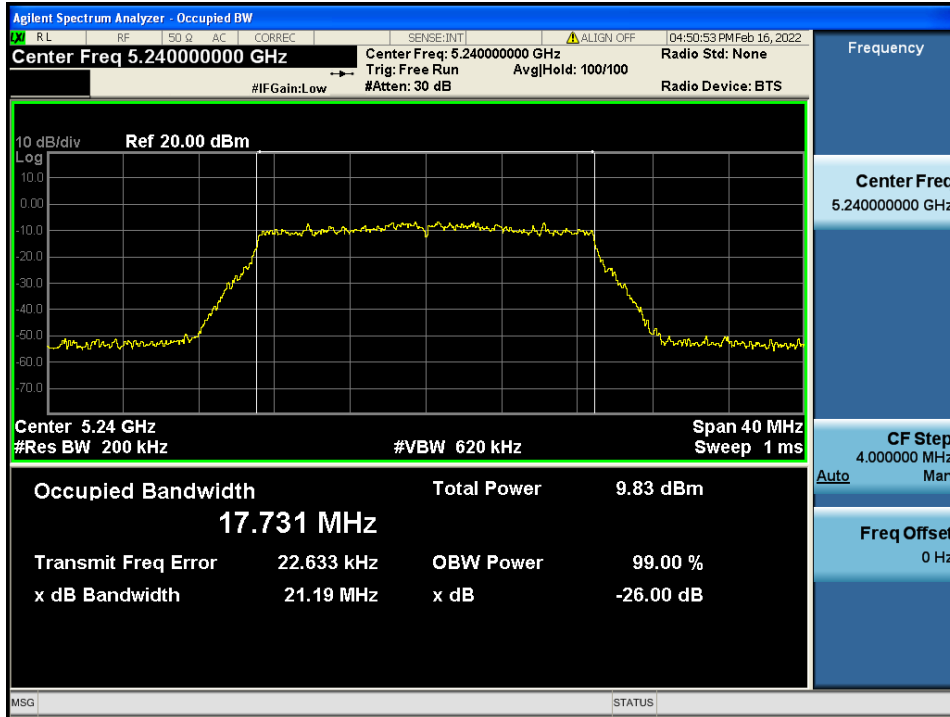 Agilent Spectrum Analyzer - Occupied BW
LXI RL RF 50 Ω AC CORREC SENSE:INT ALIGN OFF 04:50:53 PM Feb 16, 2022
Center Freq 5.240000000 GHz
Center Freq: 5.240000000 GHz
Radio Std: None
Trig: Free Run Avg|Hold: 100/100
#IFGain:Low
#Atten: 30 dB
Radio Device: BTS
10 dB/div Ref 20.00 dBm
Log
10.0
0.00
-10.0
-20.0
-30.0
-40.0
-50.0
-60.0
-70.0
Center 5.24 GHz Span 40 MHz
#Res BW 200 kHz #VBW 620 kHz Sweep 1 ms
Occupied Bandwidth Total Power 9.83 dBm
17.731 MHz
Transmit Freq Error 22.633 kHz OBW Power 99.00 %
x dB Bandwidth 21.19 MHz x dB -26.00 dB
MSG STATUS
Frequency
Center Freq
5.240000000 GHz
CF Step
4.000000 MHz
Auto Man
Freq Offset
0 Hz